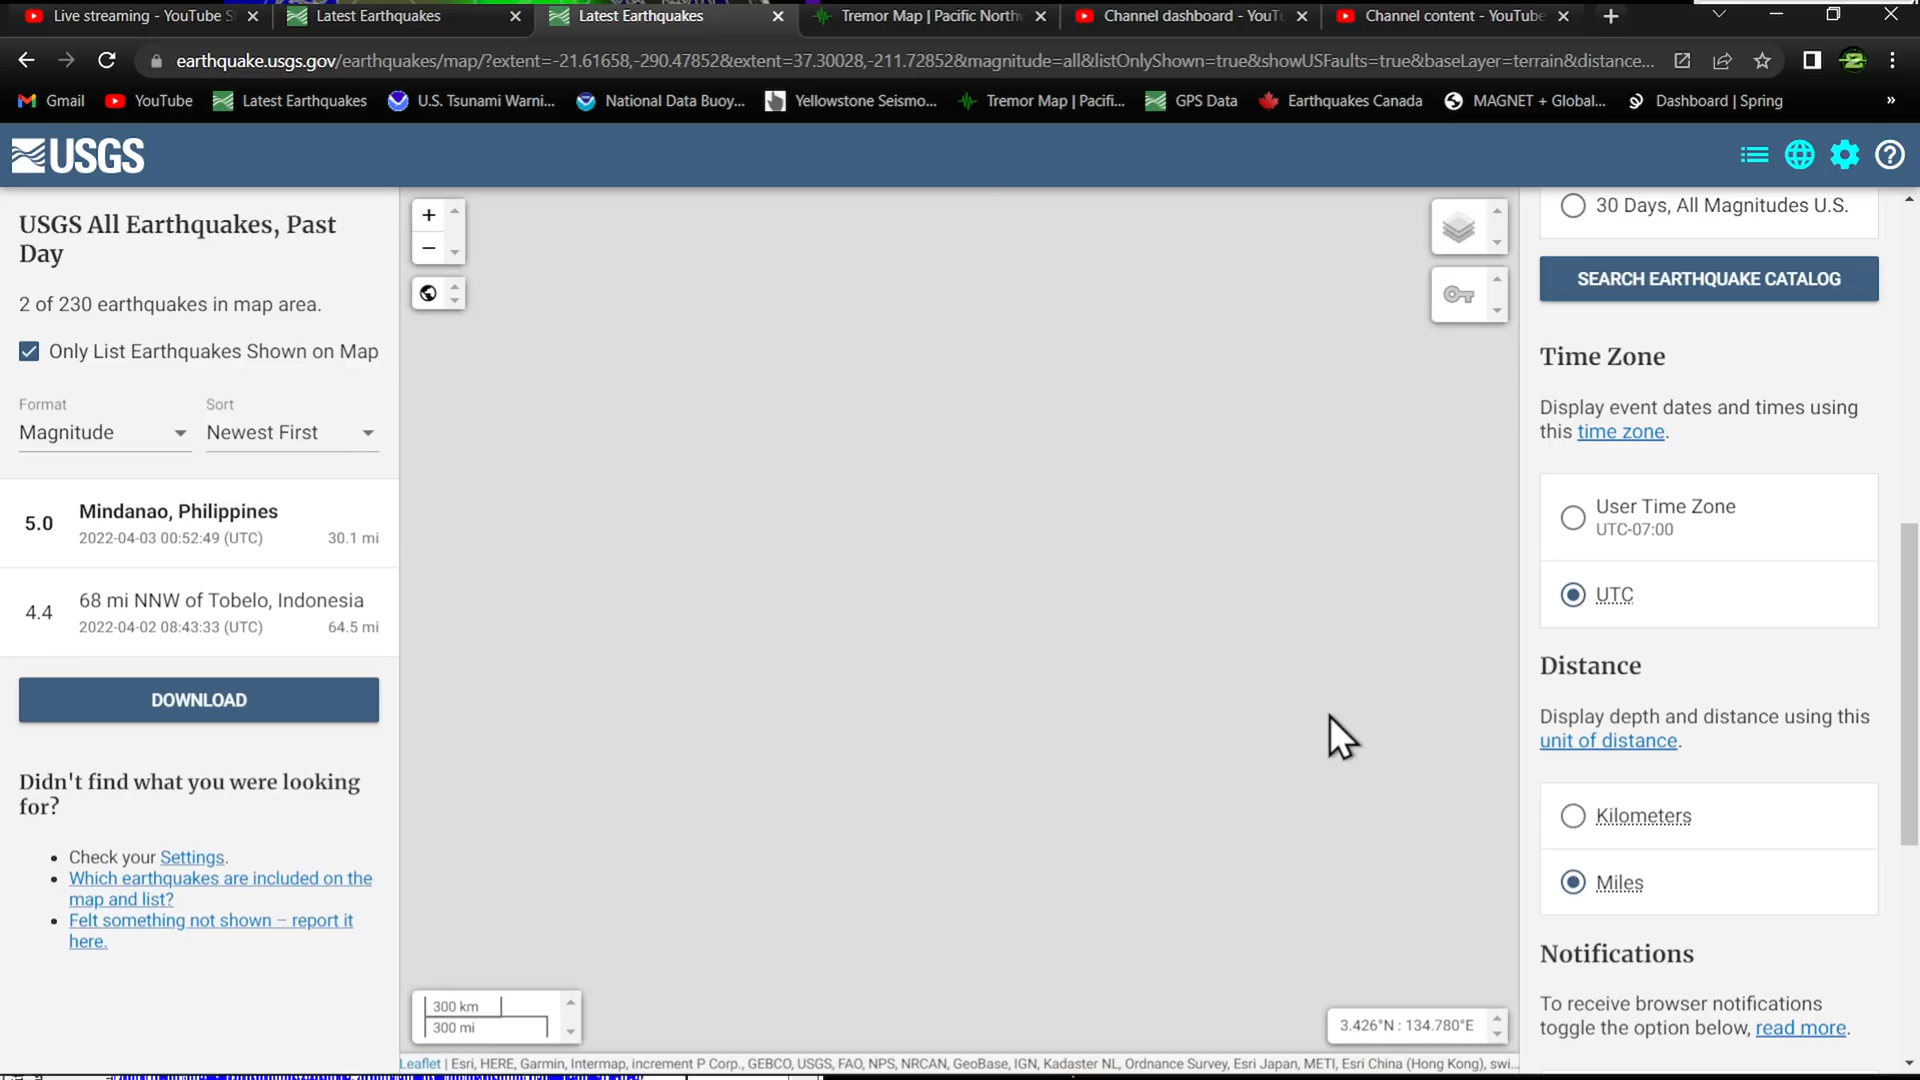 Live streaming - YouTube S
Latest Earthquakes
Latest Earthquakes
Tremor Map | Pacific North
Channel dashboard - YouTu
Channel content - YouTube
earthquake.usgs.gov/earthquakes/map/?extent=-21.61658,-290.47852&extent=37.30028,-211.72852&magnitude=all&listOnlyShown=true&showUSFaults=true&baseLayer=terrain&distance...
Gmail
YouTube
Latest Earthquakes
U.S. Tsunami Warni...
National Data Buoy...
Yellowstone Seismo...
Tremor Map | Pacifi...
GPS Data
Earthquakes Canada
MAGNET + Global...
Dashboard | Spring
»
USGS
USGS All Earthquakes, Past
Day
2 of 230 earthquakes in map area.
Only List Earthquakes Shown on Map
Format
Sort
Magnitude
Newest First
5.0
Mindanao, Philippines
2022-04-03 00:52:49 (UTC)
30.1 mi
4.4
68 mi NNW of Tobelo, Indonesia
2022-04-02 08:43:33 (UTC)
64.5 mi
DOWNLOAD
Didn't find what you were looking
for?
• Check your Settings.
• Which earthquakes are included on the
map and list?
• Felt something not shown – report it
here.
+
−
300 km
300 mi
3.426°N : 134.780°E
Leaflet | Esri, HERE, Garmin, Intermap, increment P Corp., GEBCO, USGS, FAO, NPS, NRCAN, GeoBase, IGN, Kadaster NL, Ordnance Survey, Esri Japan, METI, Esri China (Hong Kong), swi...
30 Days, All Magnitudes U.S.
SEARCH EARTHQUAKE CATALOG
Time Zone
Display event dates and times using
this time zone.
User Time Zone
UTC-07:00
UTC
Distance
Display depth and distance using this
unit of distance.
Kilometers
Miles
Notifications
To receive browser notifications
toggle the option below, read more.